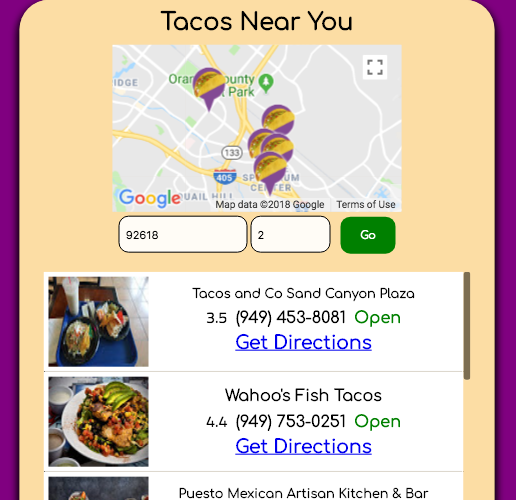 Tacos Near You
Orange County
Park
IDGE
133
405
SPECTRUM
CENTER
QUAIL HILL
Google
Map data ©2018 Google
Terms of Use
92618
2
Go
Tacos and Co Sand Canyon Plaza
3.5 (949) 453-8081 Open
Get Directions
Wahoo's Fish Tacos
4.4 (949) 753-0251 Open
Get Directions
Puesto Mexican Artisan Kitchen & Bar